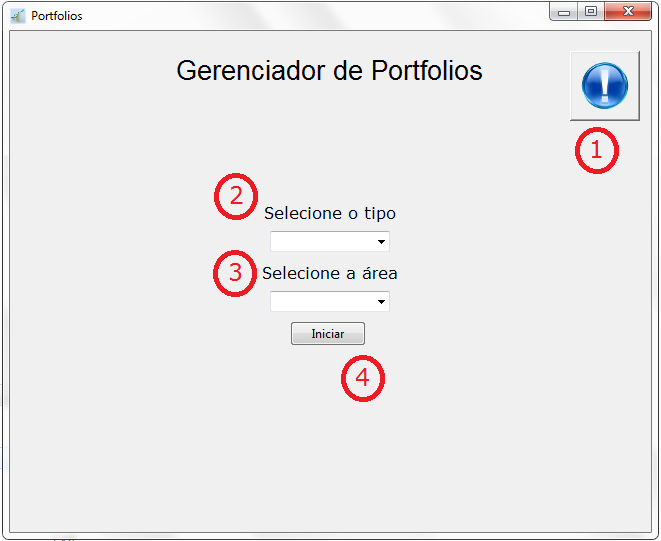 Portfolios
Gerenciador de Portfolios
1
2
Selecione o tipo
3
Selecione a área
Iniciar
4